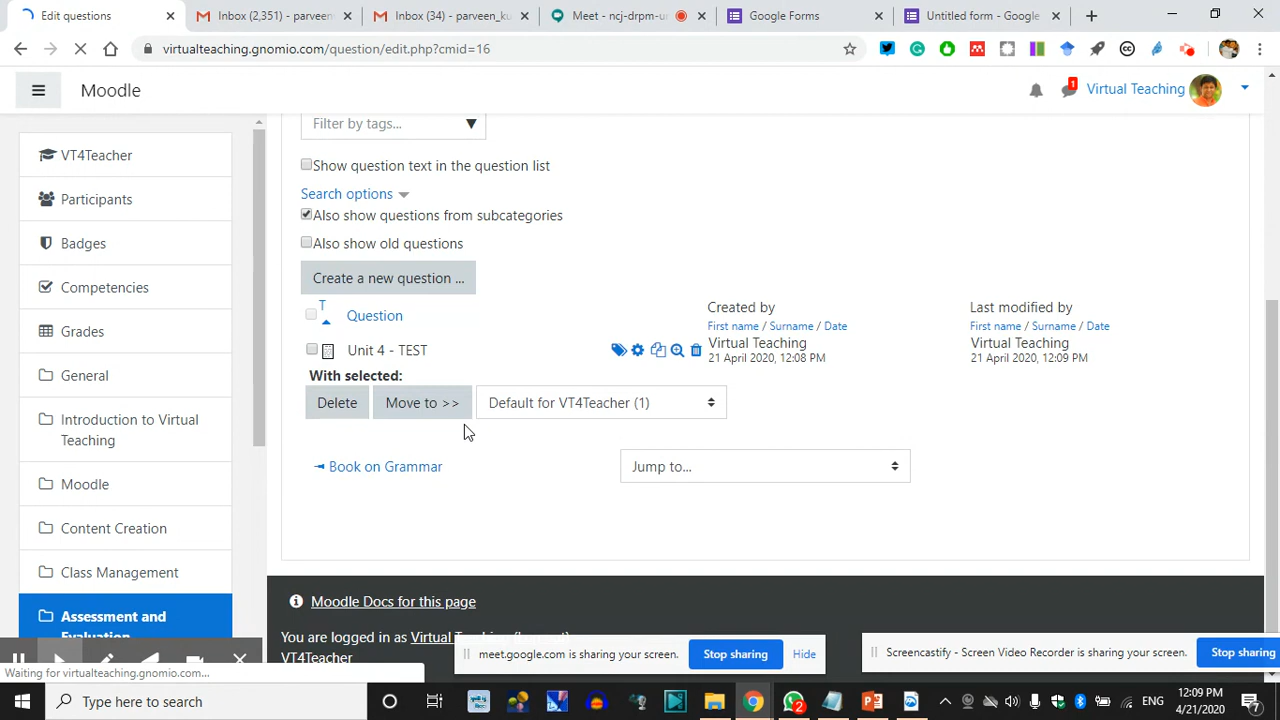 Edit questions
Inbox (2,351) - parveen
Inbox (34) - parveen_ku
Meet - ncj-drpm-un
Google Forms
Untitled form - Google
virtualteaching.gnomio.com/question/edit.php?cmid=16
Moodle
1
Virtual Teaching
VT4Teacher
Participants
Badges
Competencies
Grades
General
Introduction to Virtual
Teaching
Moodle
Content Creation
Class Management
Assessment and
Evaluation
Filter by tags...
Show question text in the question list
Search options
Also show questions from subcategories
Also show old questions
Create a new question ...
T
Question
Created by
First name / Surname / Date
Last modified by
First name / Surname / Date
Unit 4 - TEST
Virtual Teaching
21 April 2020, 12:08 PM
Virtual Teaching
21 April 2020, 12:09 PM
With selected:
Delete
Move to >>
Default for VT4Teacher (1)
Book on Grammar
Jump to...
Moodle Docs for this page
You are logged in as Virtual
VT4Teacher
meet.google.com is sharing your screen.
Stop sharing
Hide
Screencastify - Screen Video Recorder is sharing your screen.
Stop sharing
Waiting for virtualteaching.gnomio.com...
Type here to search
2
ENG
12:09 PM
4/21/2020
7